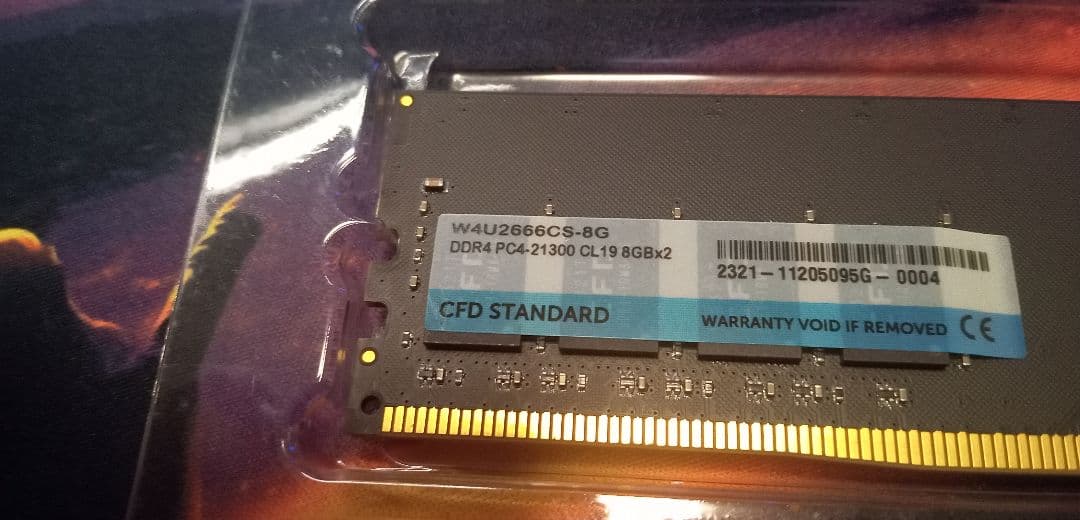 W4U2666CS-8G
DDR4 PC4-21300 CL19 8GBx2
2321-11205095G-0004
CFD STANDARD
WARRANTY VOID IF REMOVED CE